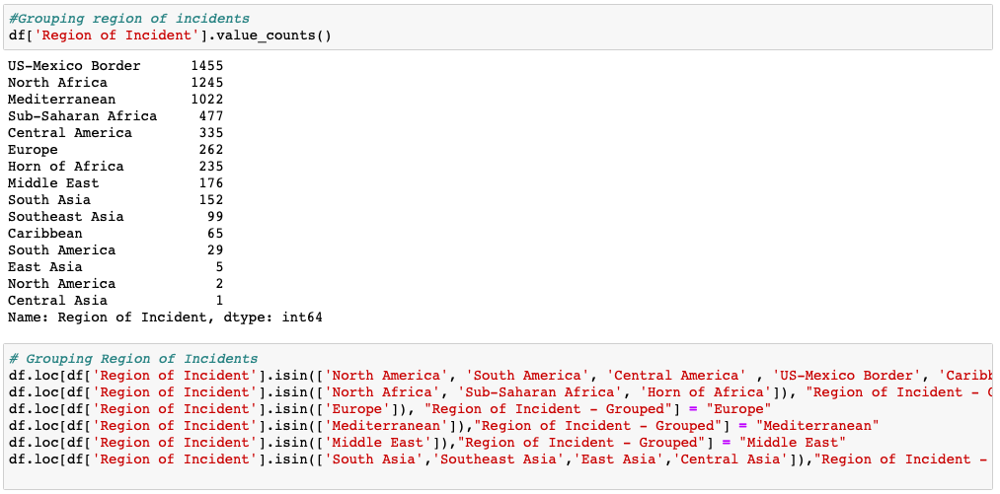 #Grouping region of incidents
df['Region of Incident'].value_counts()
US-Mexico Border 1455
North Africa 1245
Mediterranean 1022
Sub-Saharan Africa 477
Central America 335
Europe 262
Horn of Africa 235
Middle East 176
South Asia 152
Southeast Asia 99
Caribbean 65
South America 29
East Asia 5
North America 2
Central Asia 1
Name: Region of Incident, dtype: int64
# Grouping Region of Incidents
df.loc[df['Region of Incident'].isin(['North America', 'South America', 'Central America' , 'US-Mexico Border', 'Caribb
df.loc[df['Region of Incident'].isin(['North Africa', 'Sub-Saharan Africa', 'Horn of Africa']), "Region of Incident - G
df.loc[df['Region of Incident'].isin(['Europe']), "Region of Incident - Grouped"] = "Europe"
df.loc[df['Region of Incident'].isin(['Mediterranean']),"Region of Incident - Grouped"] = "Mediterranean"
df.loc[df['Region of Incident'].isin(['Middle East']),"Region of Incident - Grouped"] = "Middle East"
df.loc[df['Region of Incident'].isin(['South Asia','Southeast Asia','East Asia','Central Asia']),"Region of Incident -